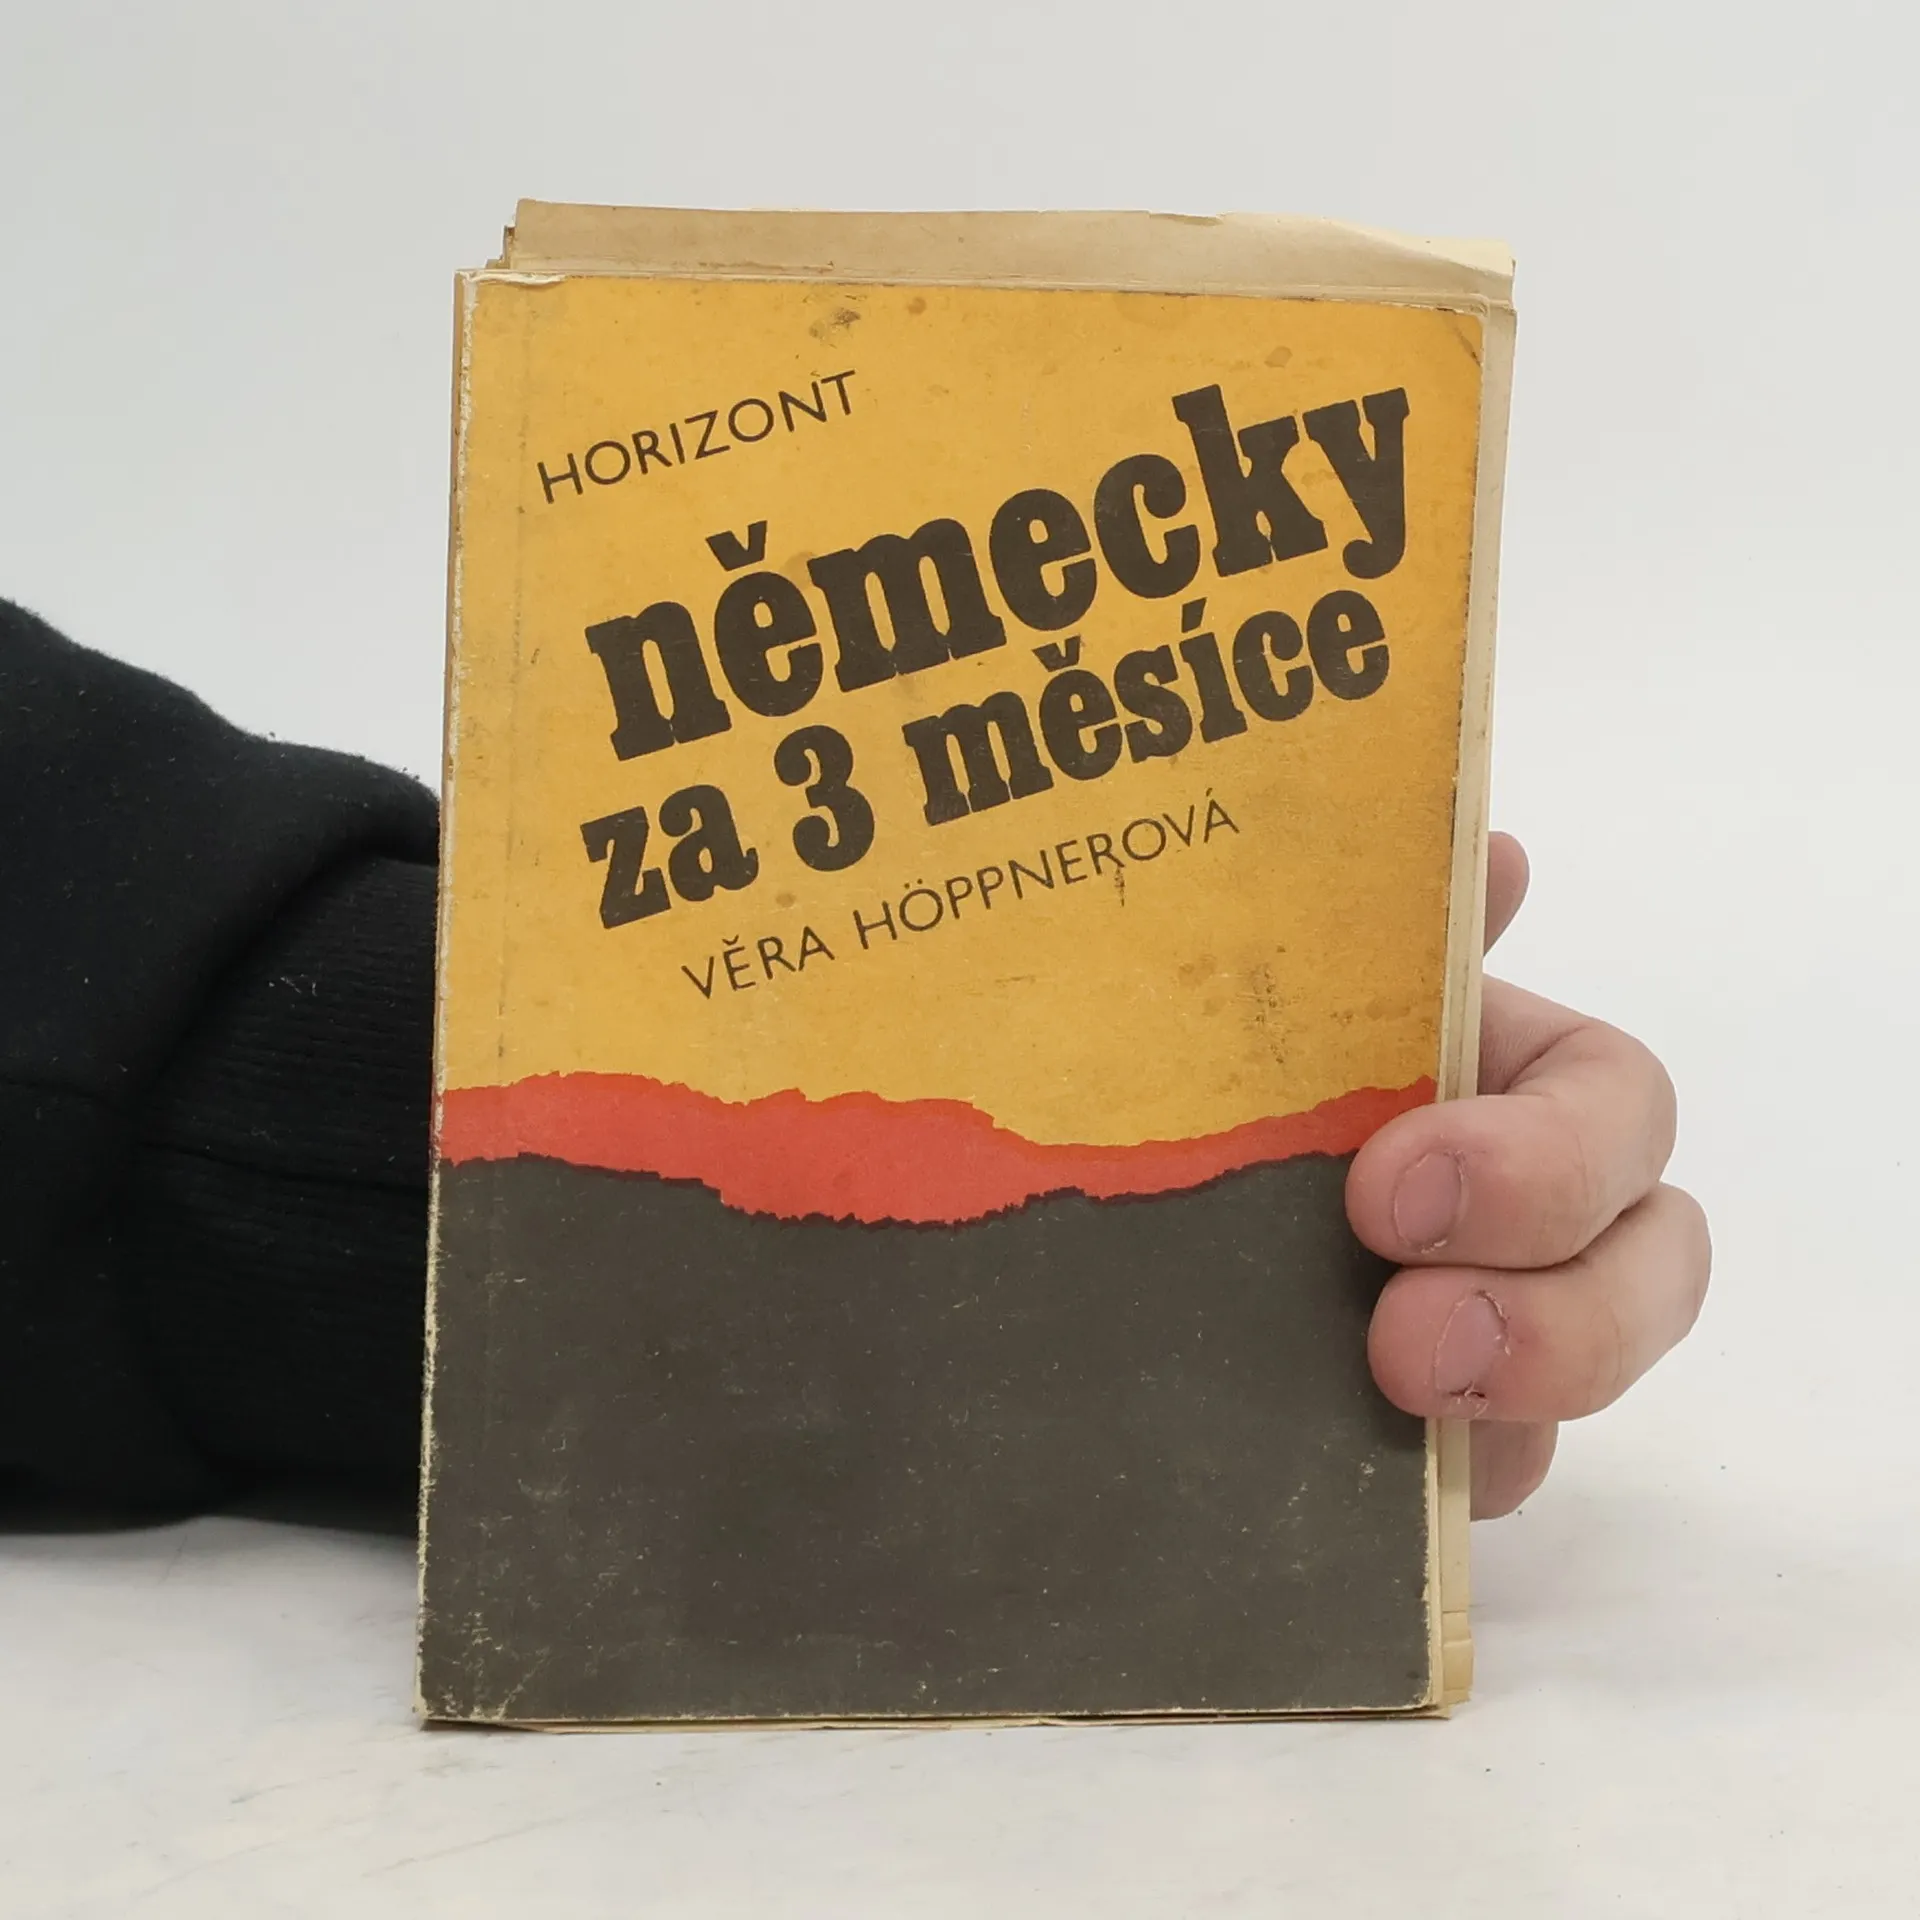 HORIZONT
německy
za 3 měsíce
VĚRA HÖPPNEROVÁ